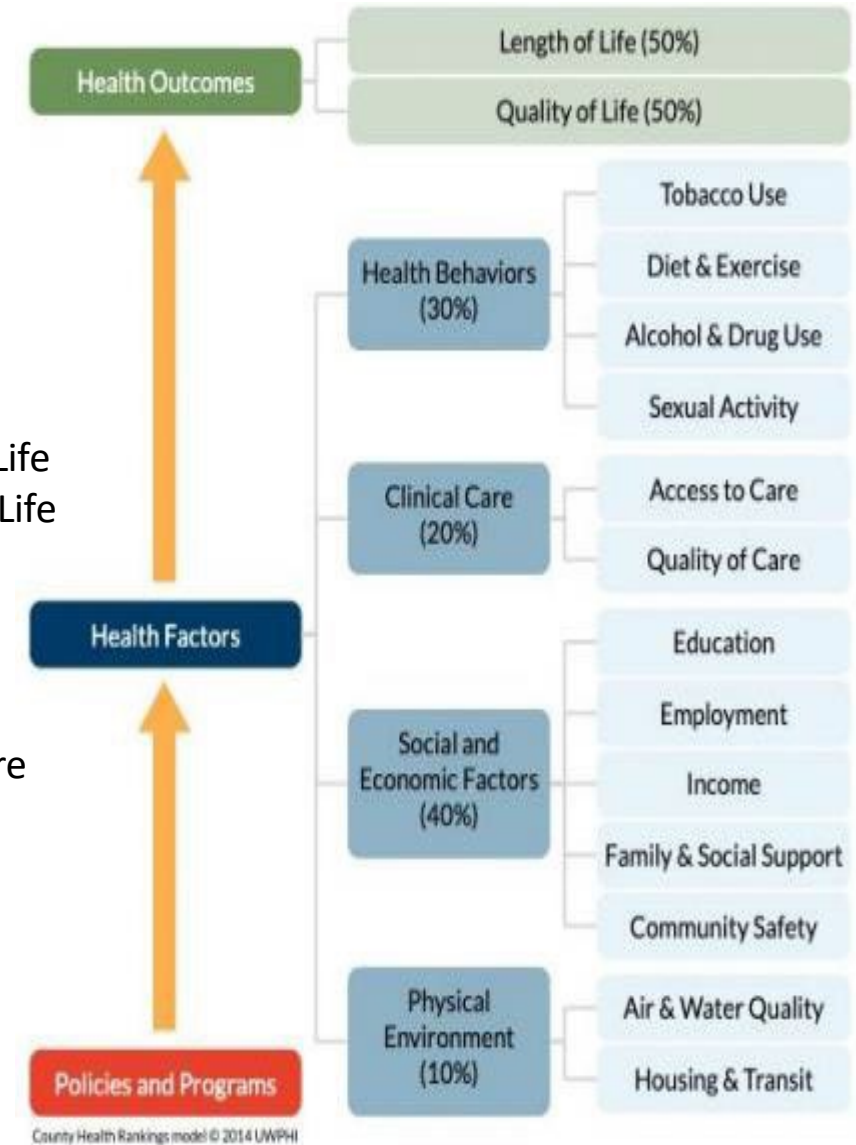 Health Outcomes
Length of Life (50%)
Quality of Life (50%)
Life
Life
Health Factors
re
Health Behaviors
(30%)
Tobacco Use
Diet & Exercise
Alcohol & Drug Use
Sexual Activity
Clinical Care
(20%)
Access to Care
Quality of Care
Social and
Economic Factors
(40%)
Education
Employment
Income
Family & Social Support
Community Safety
Physical
Environment
(10%)
Air & Water Quality
Housing & Transit
Policies and Programs
County Health Rankings model © 2014 UWPHI